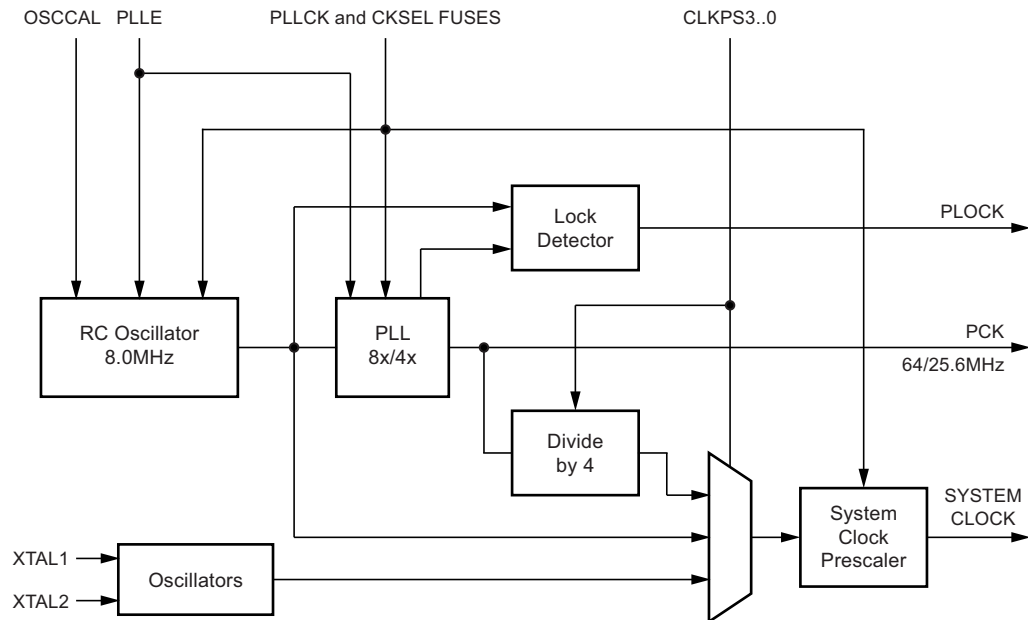 OSCCAL
PLLE
PLLCK and CKSEL FUSES
CLKPS3..0
Lock
Detector
PLOCK
RC Oscillator
8.0MHz
PLL
8x/4x
PCK
64/25.6MHz
Divide
by 4
System
Clock
Prescaler
SYSTEM
CLOCK
XTAL1
XTAL2
Oscillators